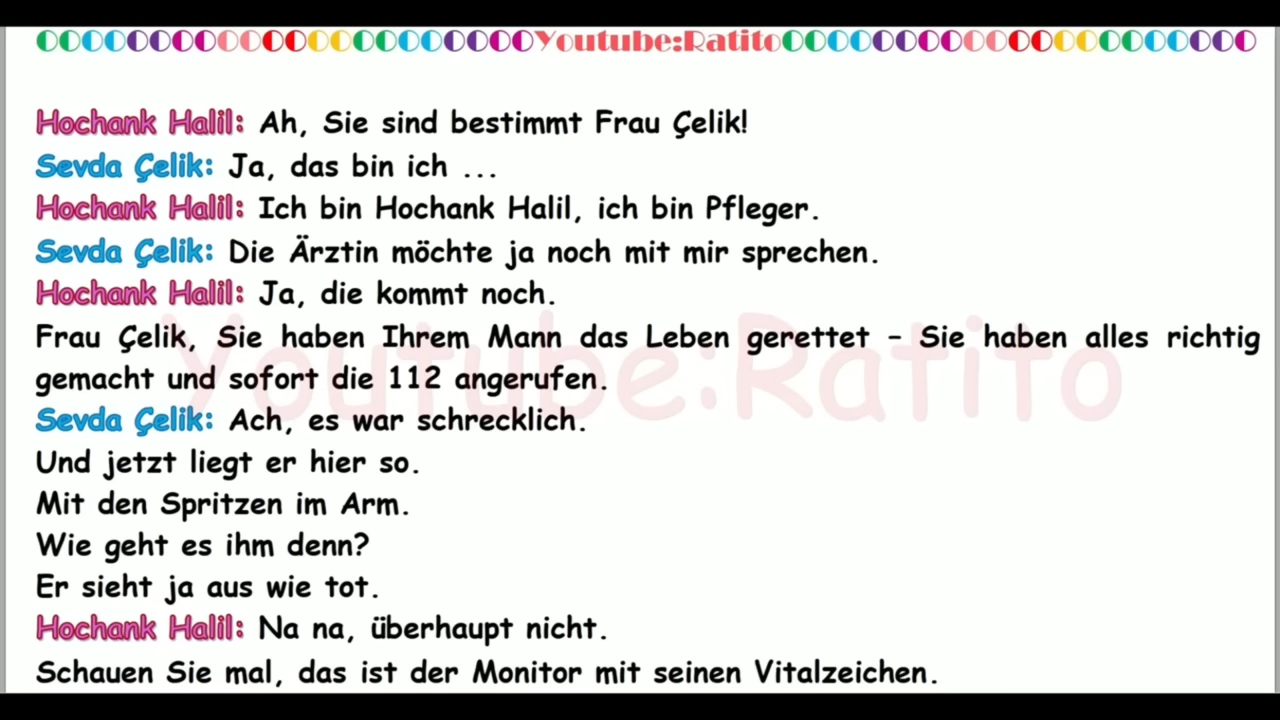 Youtube:Ratito
Hochank Halil: Ah, Sie sind bestimmt Frau Çelik!
Sevda Çelik: Ja, das bin ich ...
Hochank Halil: Ich bin Hochank Halil, ich bin Pfleger.
Sevda Çelik: Die Ärztin möchte ja noch mit mir sprechen.
Hochank Halil: Ja, die kommt noch.
Frau Çelik, Sie haben Ihrem Mann das Leben gerettet – Sie haben alles richtig
gemacht und sofort die 112 angerufen.
Sevda Çelik: Ach, es war schrecklich.
Und jetzt liegt er hier so.
Mit den Spritzen im Arm.
Wie geht es ihm denn?
Er sieht ja aus wie tot.
Hochank Halil: Na na, überhaupt nicht.
Schauen Sie mal, das ist der Monitor mit seinen Vitalzeichen.
Youtube:Ratito